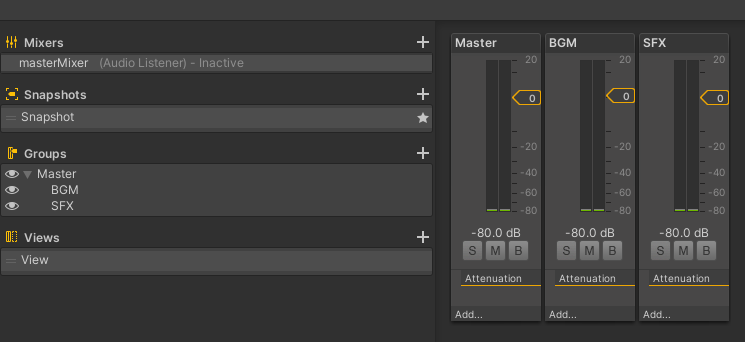 Mixers
masterMixer (Audio Listener) - Inactive
Snapshots
Snapshot
Groups
Master
BGM
SFX
Views
View
Master
20
0
-20
-40
-60
-80
-80.0 dB
S M B
Attenuation
Add...
BGM
20
0
-20
-40
-60
-80
-80.0 dB
S M B
Attenuation
Add...
SFX
20
0
-20
-40
-60
-80
-80.0 dB
S M B
Attenuation
Add...